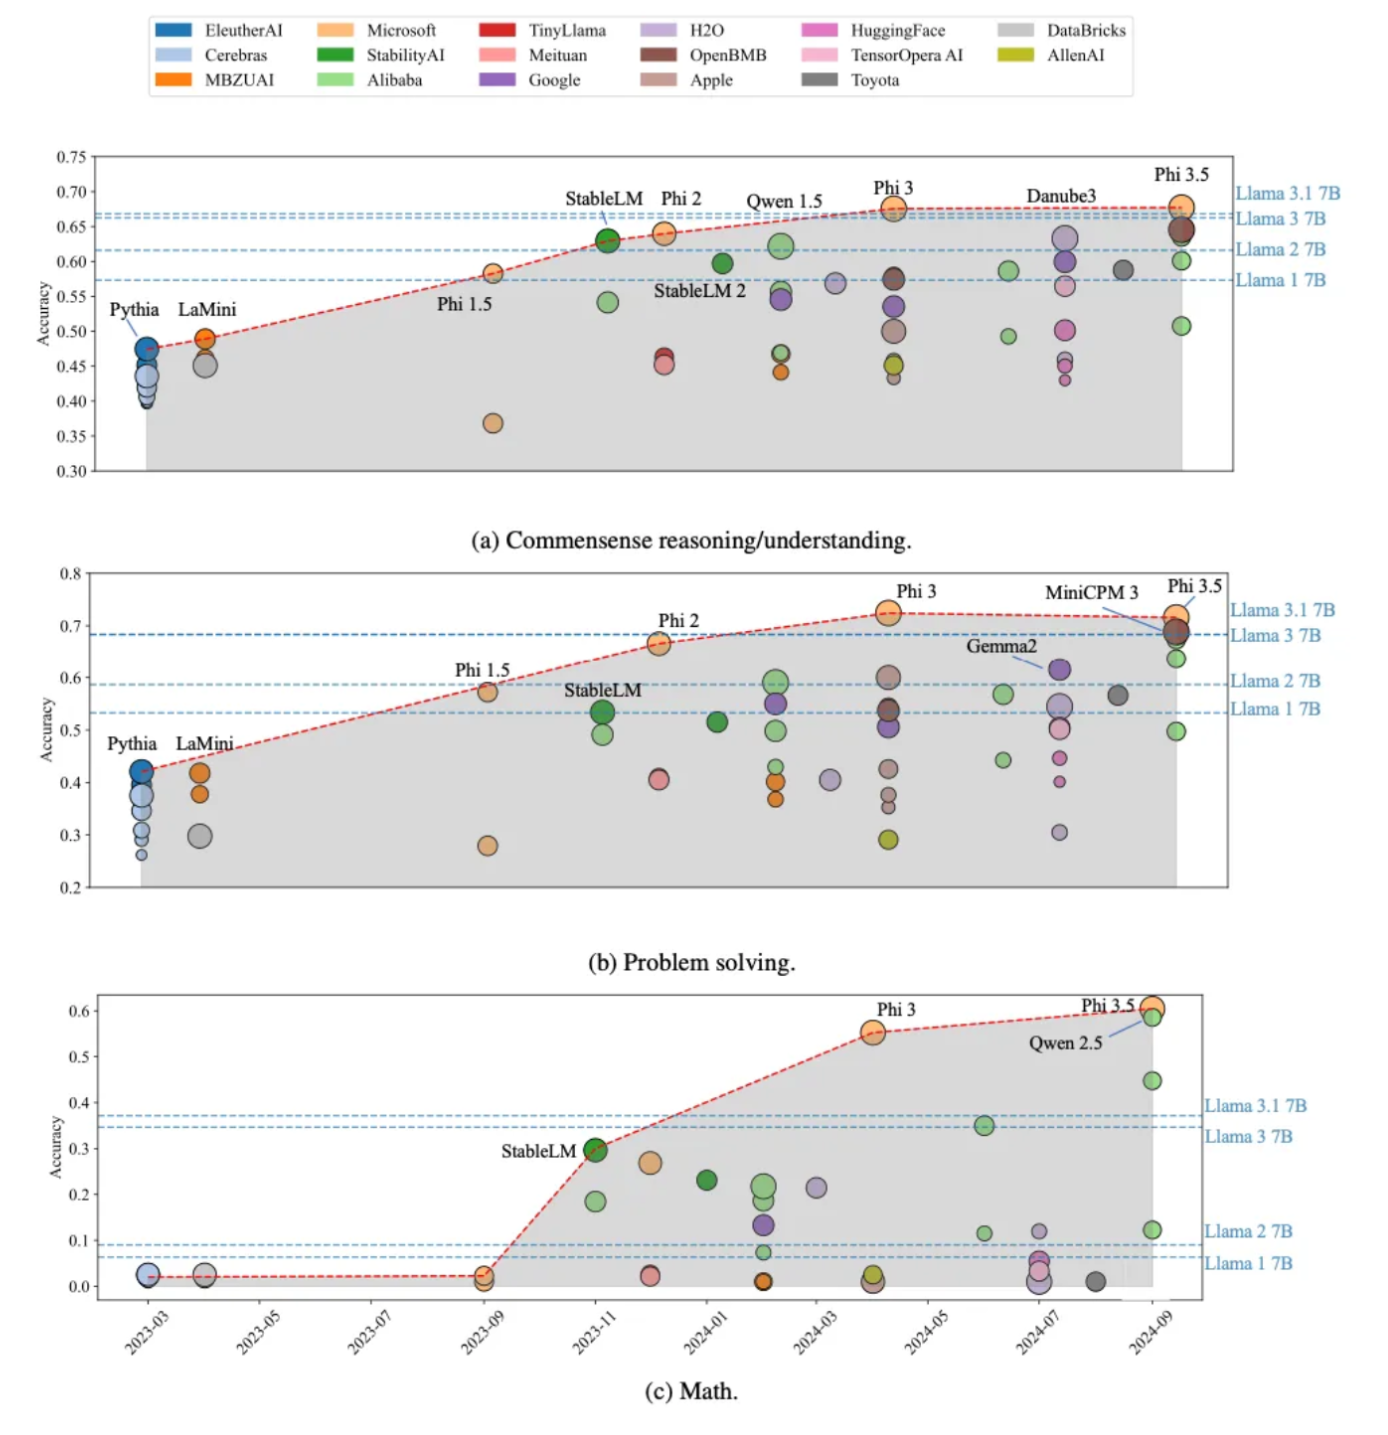 EleutherAI Microsoft TinyLlama H2O HuggingFace DataBricks
Cerebras StabilityAI Meituan OpenBMB TensorOpera AI AllenAI
MBZUAI Alibaba Google Apple Toyota
Accuracy
0.75
0.70
0.65
0.60
0.55
0.50
0.45
0.40
0.35
0.30
Pythia
LaMini
Phi 1.5
StableLM
Phi 2
StableLM 2
Qwen 1.5
Phi 3
Danube3
Phi 3.5
Llama 3.1 7B
Llama 3 7B
Llama 2 7B
Llama 1 7B
(a) Commensense reasoning/understanding.
Accuracy
0.8
0.7
0.6
0.5
0.4
0.3
0.2
Pythia
LaMini
Phi 1.5
StableLM
Phi 2
Phi 3
Gemma2
MiniCPM 3
Phi 3.5
Llama 3.1 7B
Llama 3 7B
Llama 2 7B
Llama 1 7B
(b) Problem solving.
Accuracy
0.6
0.5
0.4
0.3
0.2
0.1
0.0
StableLM
Phi 3
Phi 3.5
Qwen 2.5
Llama 3.1 7B
Llama 3 7B
Llama 2 7B
Llama 1 7B
2023-03
2023-05
2023-07
2023-09
2023-11
2024-01
2024-03
2024-05
2024-07
2024-09
(c) Math.